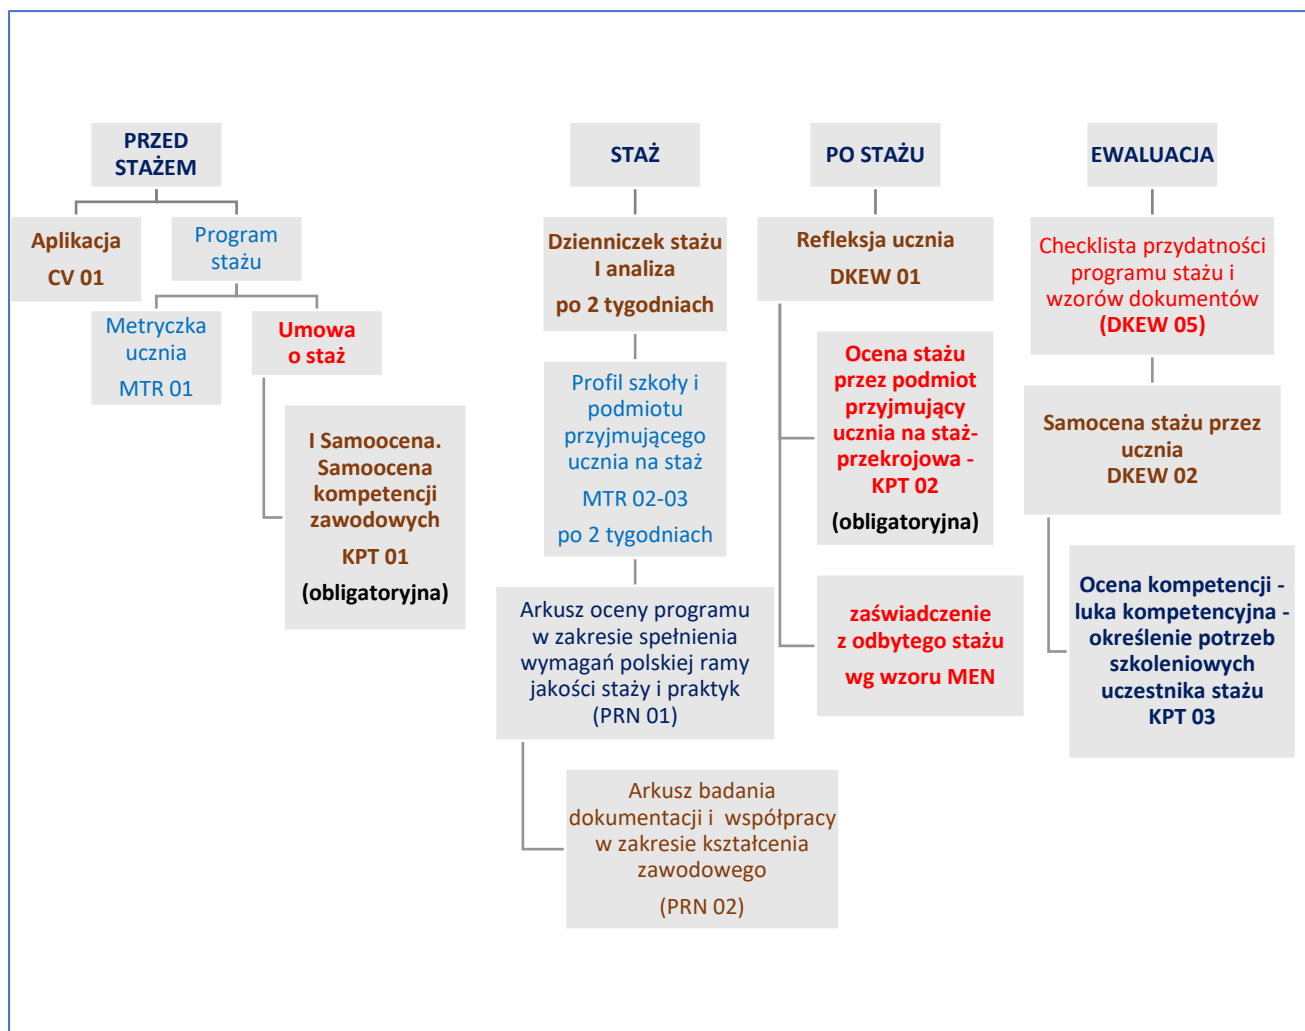 PRZED
STAŻEM
Aplikacja
CV 01
Program
stażu
Metryczka
ucznia
MTR 01
Umowa
o staż
I Samoocena.
Samoocena
kompetencji
zawodowych
KPT 01
(obligatoryjna)
STAŻ
Dzienniczek stażu
I analiza
po 2 tygodniach
Profil szkoły i
podmiotu
przyjmującego
ucznia na staż
MTR 02-03
po 2 tygodniach
Arkusz oceny programu
w zakresie spełnienia
wymagań polskiej ramy
jakości staży i praktyk
(PRN 01)
Arkusz badania
dokumentacji i współpracy
w zakresie kształcenia
zawodowego
(PRN 02)
PO STAŻU
Refleksja ucznia
DKEW 01
Ocena stażu
przez podmiot
przyjmujący
ucznia na staż-
przekrojowa -
KPT 02
(obligatoryjna)
zaświadczenie
z odbytego stażu
wg wzoru MEN
EWALUACJA
Checklista przydatności
programu stażu i
wzorów dokumentów
(DKEW 05)
Samocena stażu przez
ucznia
DKEW 02
Ocena kompetencji -
luka kompetencyjna -
określenie potrzeb
szkoleniowych
uczestnika stażu
KPT 03